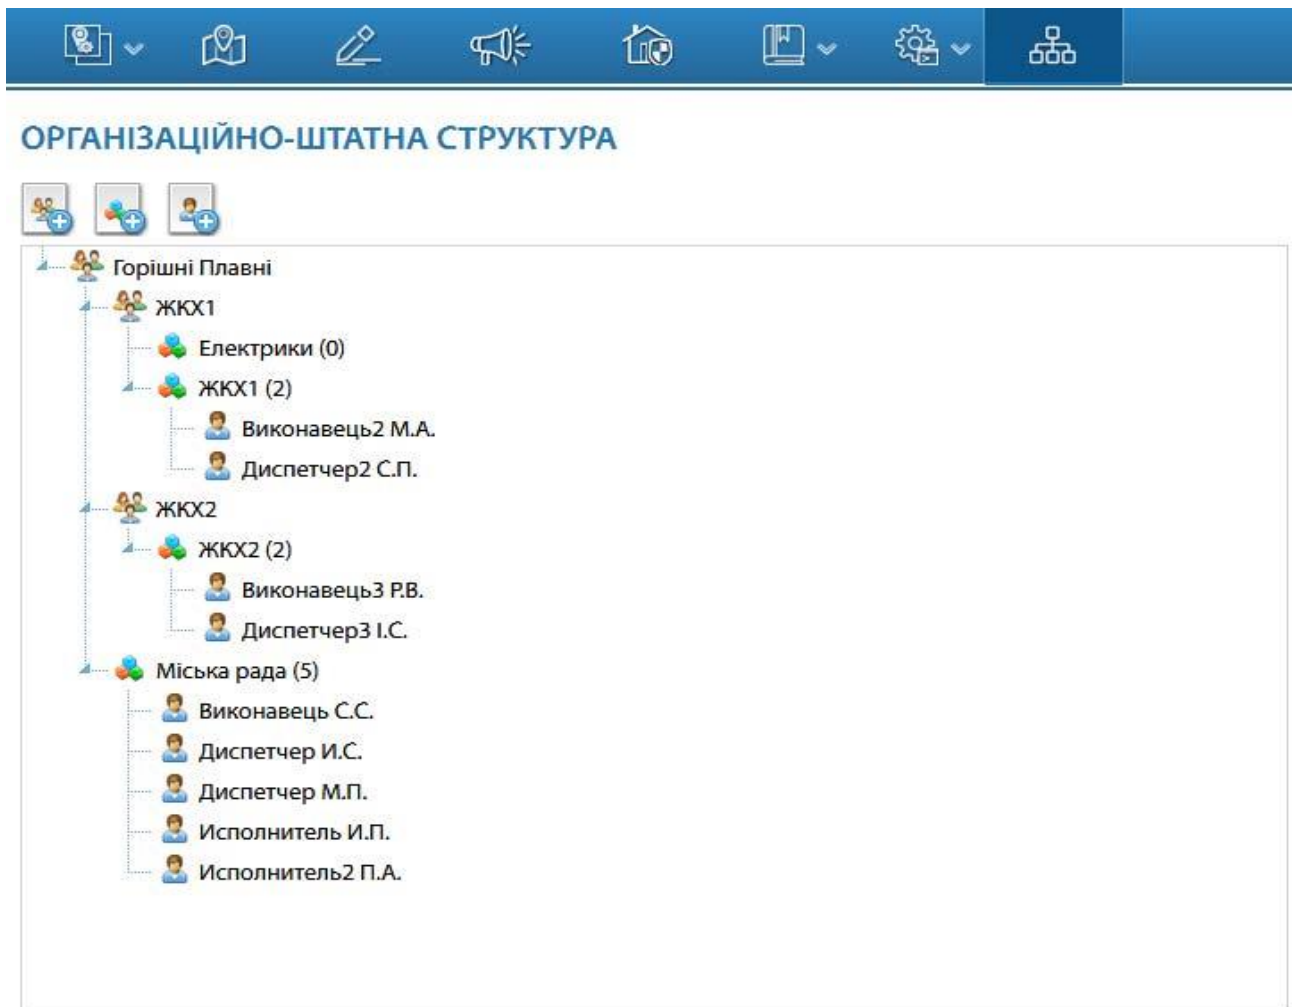 ОРГАНІЗАЦІЙНО-ШТАТНА СТРУКТУРА
Горішні Плавні
ЖКХ1
Електрики (0)
ЖКХ1 (2)
Виконавець2 М.А.
Диспетчер2 С.П.
ЖКХ2
ЖКХ2 (2)
Виконавець3 Р.В.
Диспетчер3 І.С.
Міська рада (5)
Виконавець С.С.
Диспетчер И.С.
Диспетчер М.П.
Исполнитель И.П.
Исполнитель2 П.А.